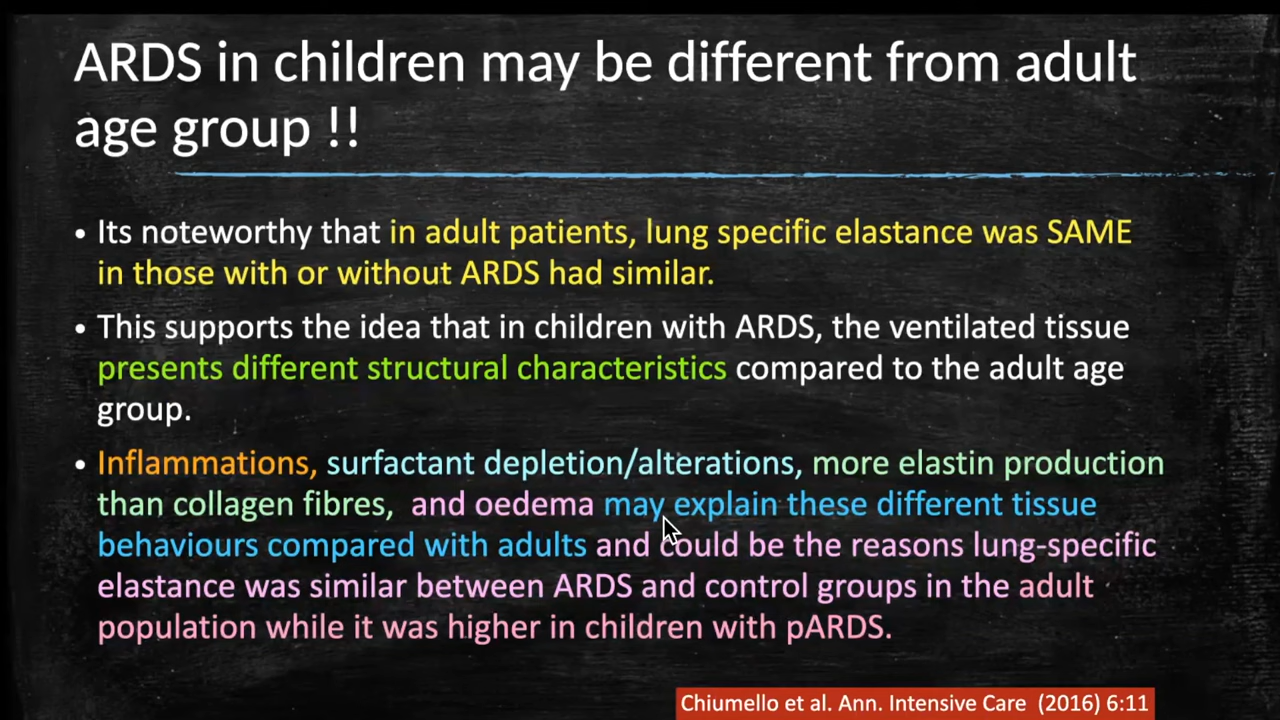 ARDS in children may be different from adult
age group !!
• Its noteworthy that in adult patients, lung specific elastance was SAME
in those with or without ARDS had similar.
• This supports the idea that in children with ARDS, the ventilated tissue
presents different structural characteristics compared to the adult age
group.
• Inflammations, surfactant depletion/alterations, more elastin production
than collagen fibres, and oedema may explain these different tissue
behaviours compared with adults and could be the reasons lung-specific
elastance was similar between ARDS and control groups in the adult
population while it was higher in children with pARDS.
Chiumello et al. Ann. Intensive Care (2016) 6:11